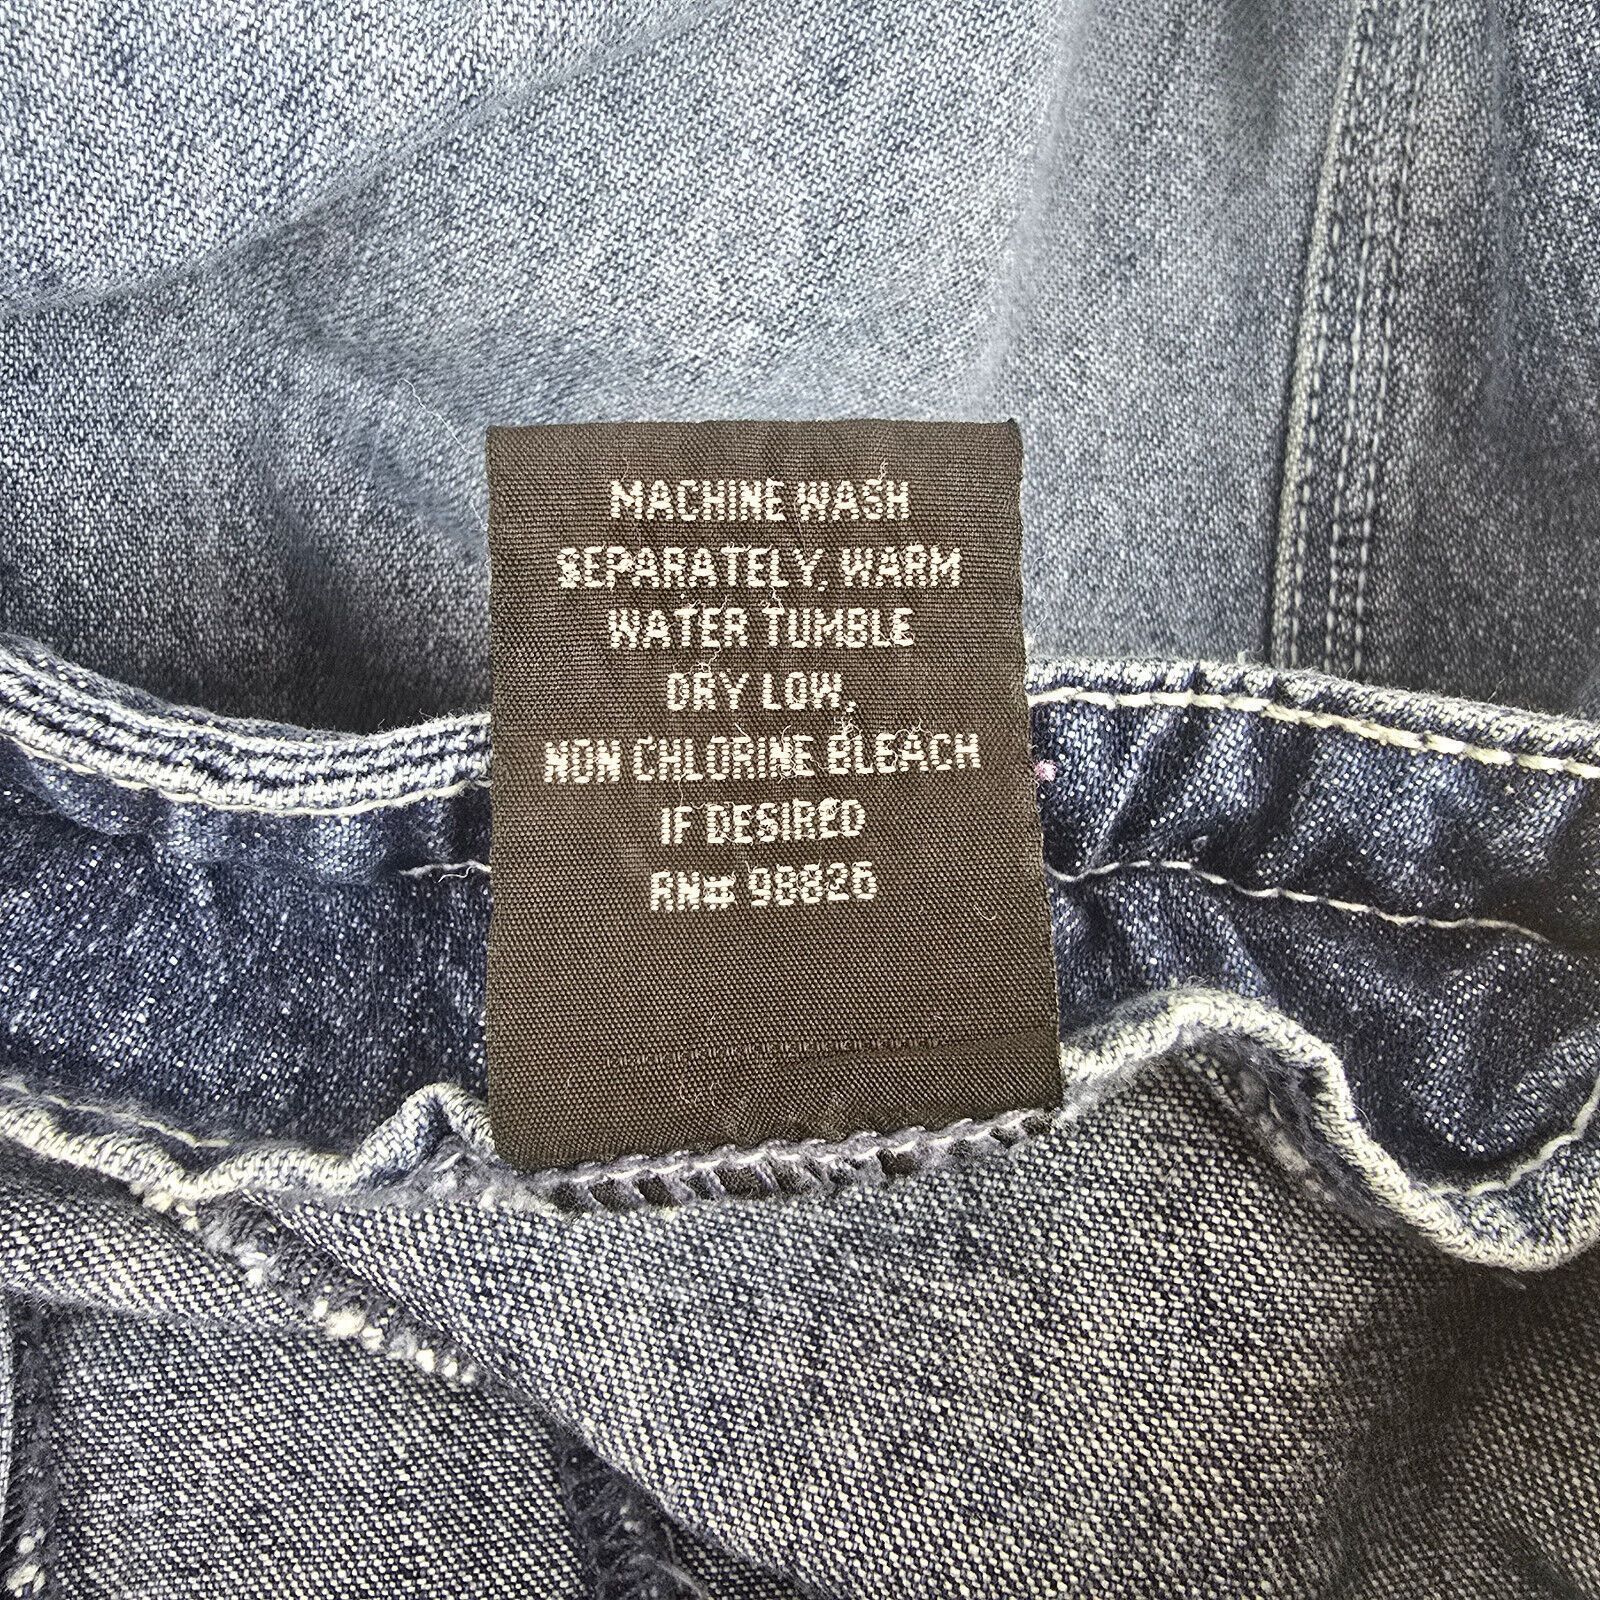 MACHINE WASH
SEPARATELY, WARM
WATER TUMBLE
DRY LOW,
NON CHLORINE BLEACH
IF DESIRED
RN# 98826